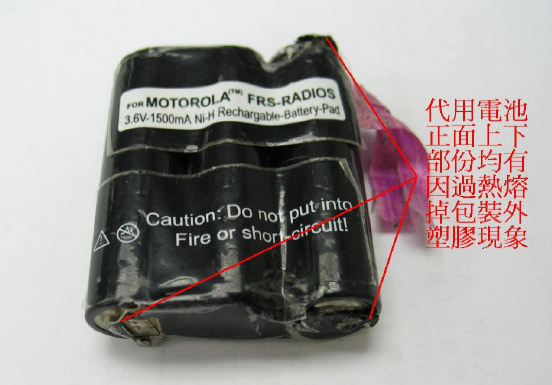 FOR MOTOROLA(TM) FRS-RADIOS
3.6V-1500mA Ni-H Rechargable-Battery-Pad
Caution: Do not put into
Fire or short-circuit!
代用電池
正面上下
部份均有
因過熱熔
掉包裝外
塑膠現象